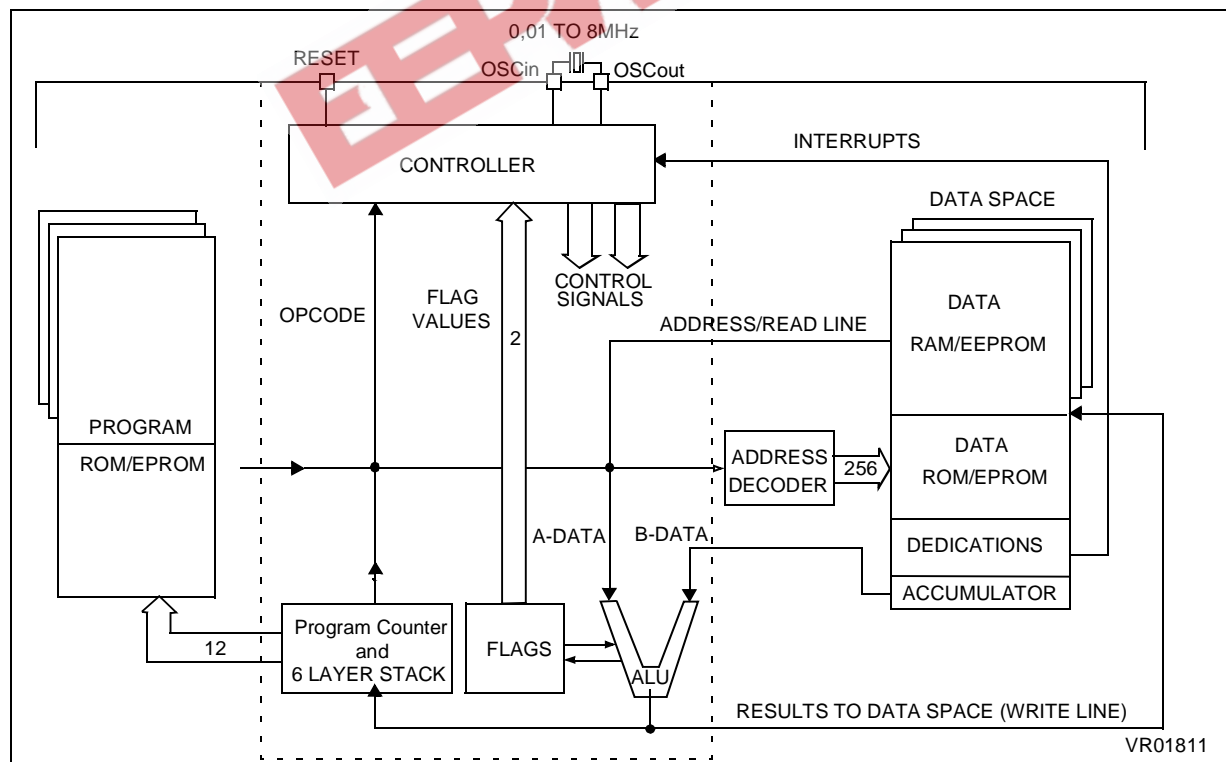 0,01 TO 8MHz
RESET
OSCin
OSCout
INTERRUPTS
CONTROLLER
DATA SPACE
CONTROL
SIGNALS
FLAG
VALUES
OPCODE
2
ADDRESS/READ LINE
DATA
RAM/EEPROM
PROGRAM
ROM/EPROM
ADDRESS
DECODER
256
DATA
ROM/EPROM
A-DATA
B-DATA
DEDICATIONS
ACCUMULATOR
12
Program Counter
and
6 LAYER STACK
FLAGS
ALU
RESULTS TO DATA SPACE (WRITE LINE)
VR01811